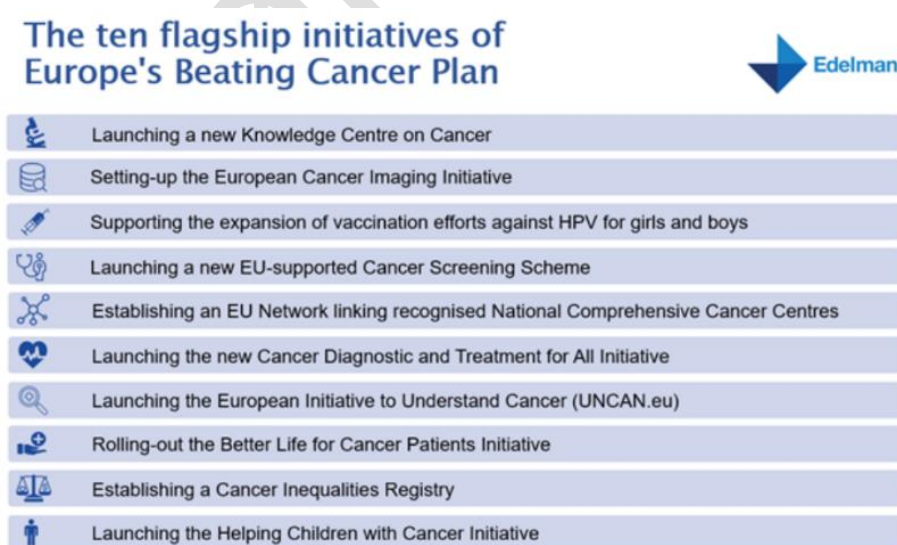 The ten flagship initiatives of
Europe's Beating Cancer Plan
Edelman
Launching a new Knowledge Centre on Cancer
Setting-up the European Cancer Imaging Initiative
Supporting the expansion of vaccination efforts against HPV for girls and boys
Launching a new EU-supported Cancer Screening Scheme
Establishing an EU Network linking recognised National Comprehensive Cancer Centres
Launching the new Cancer Diagnostic and Treatment for All Initiative
Launching the European Initiative to Understand Cancer (UNCAN.eu)
Rolling-out the Better Life for Cancer Patients Initiative
Establishing a Cancer Inequalities Registry
Launching the Helping Children with Cancer Initiative